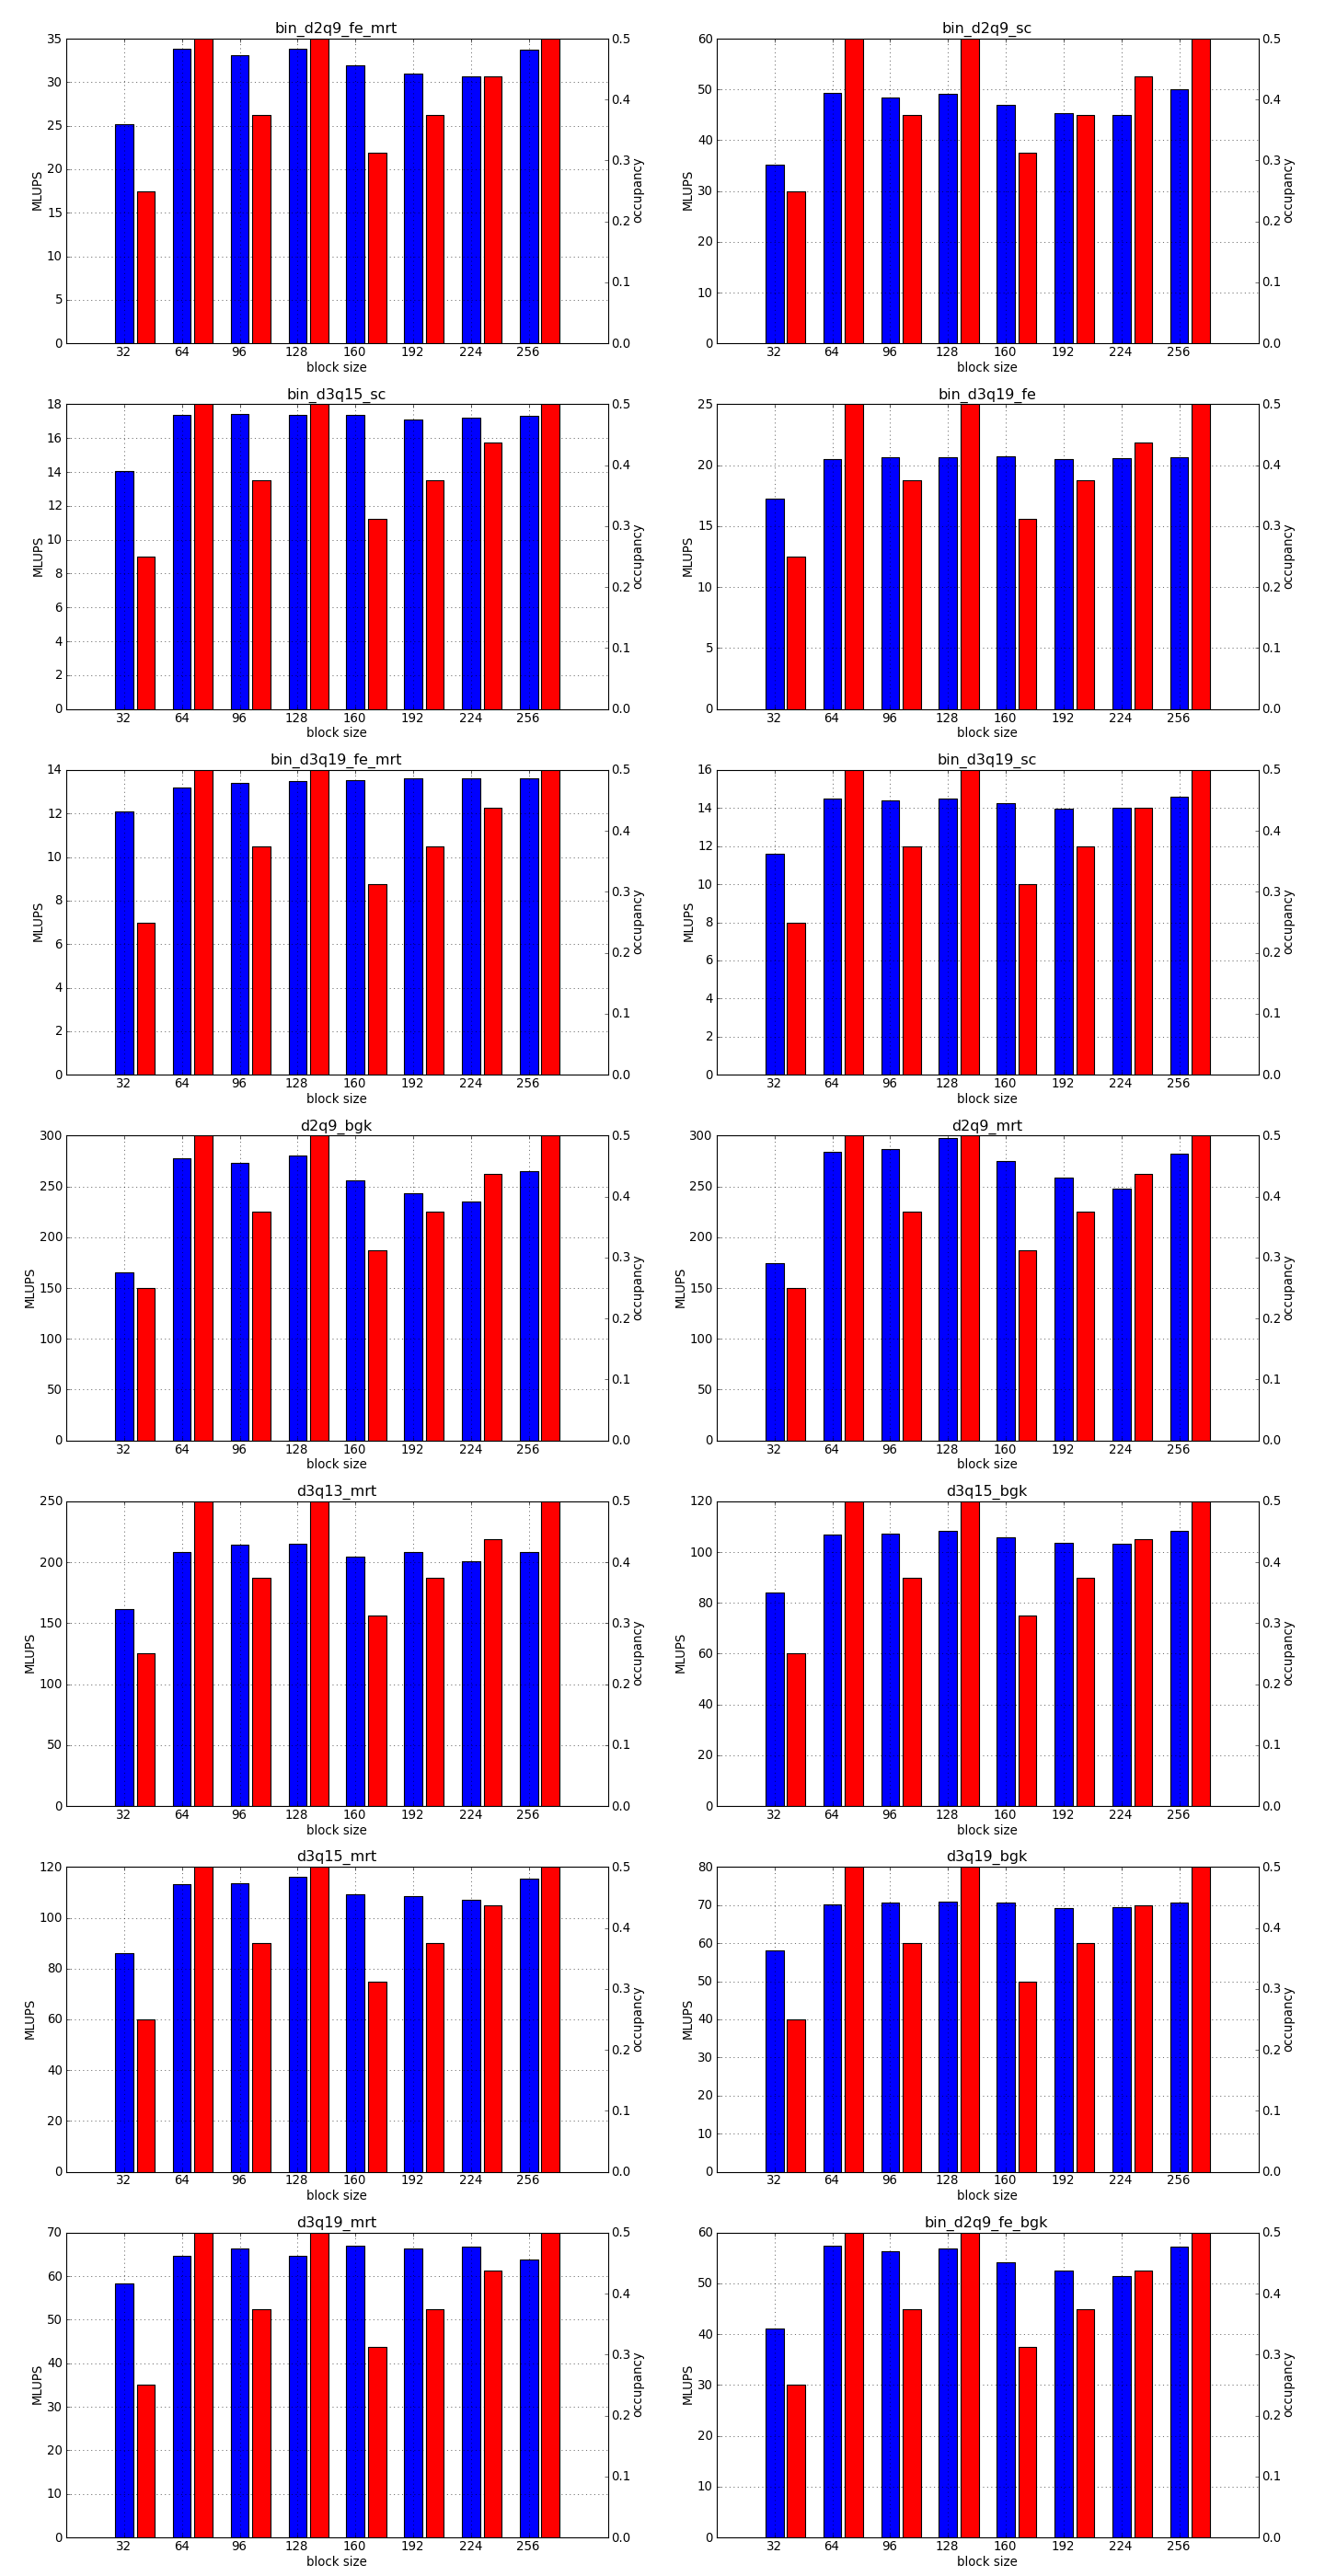 bin_d2q9_fe_mrt
MLUPS
35 30 25 20 15 10 5 0
32 64 96 128 160 192 224 256
block size
0.5 0.4 0.3 0.2 0.1 0.0
occupancy
bin_d2q9_sc
MLUPS
60 50 40 30 20 10 0
32 64 96 128 160 192 224 256
block size
0.5 0.4 0.3 0.2 0.1 0.0
occupancy
bin_d3q15_sc
MLUPS
18 16 14 12 10 8 6 4 2 0
32 64 96 128 160 192 224 256
block size
0.5 0.4 0.3 0.2 0.1 0.0
occupancy
bin_d3q19_fe
MLUPS
25 20 15 10 5 0
32 64 96 128 160 192 224 256
block size
0.5 0.4 0.3 0.2 0.1 0.0
occupancy
bin_d3q19_fe_mrt
MLUPS
14 12 10 8 6 4 2 0
32 64 96 128 160 192 224 256
block size
0.5 0.4 0.3 0.2 0.1 0.0
occupancy
bin_d3q19_sc
MLUPS
16 14 12 10 8 6 4 2 0
32 64 96 128 160 192 224 256
block size
0.5 0.4 0.3 0.2 0.1 0.0
occupancy
d2q9_bgk
MLUPS
300 250 200 150 100 50 0
32 64 96 128 160 192 224 256
block size
0.5 0.4 0.3 0.2 0.1 0.0
occupancy
d2q9_mrt
MLUPS
300 250 200 150 100 50 0
32 64 96 128 160 192 224 256
block size
0.5 0.4 0.3 0.2 0.1 0.0
occupancy
d3q13_mrt
MLUPS
250 200 150 100 50 0
32 64 96 128 160 192 224 256
block size
0.5 0.4 0.3 0.2 0.1 0.0
occupancy
d3q15_bgk
MLUPS
120 100 80 60 40 20 0
32 64 96 128 160 192 224 256
block size
0.5 0.4 0.3 0.2 0.1 0.0
occupancy
d3q15_mrt
MLUPS
120 100 80 60 40 20 0
32 64 96 128 160 192 224 256
block size
0.5 0.4 0.3 0.2 0.1 0.0
occupancy
d3q19_bgk
MLUPS
80 70 60 50 40 30 20 10 0
32 64 96 128 160 192 224 256
block size
0.5 0.4 0.3 0.2 0.1 0.0
occupancy
d3q19_mrt
MLUPS
70 60 50 40 30 20 10 0
32 64 96 128 160 192 224 256
block size
0.5 0.4 0.3 0.2 0.1 0.0
occupancy
bin_d2q9_fe_bgk
MLUPS
60 50 40 30 20 10 0
32 64 96 128 160 192 224 256
block size
0.5 0.4 0.3 0.2 0.1 0.0
occupancy